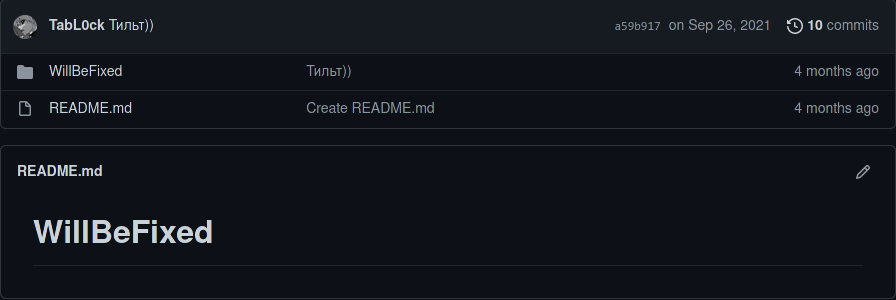 TabL0ck Тильт)) a59b917 on Sep 26, 2021 10 commits
WillBeFixed Тильт)) 4 months ago
README.md Create README.md 4 months ago
README.md
WillBeFixed